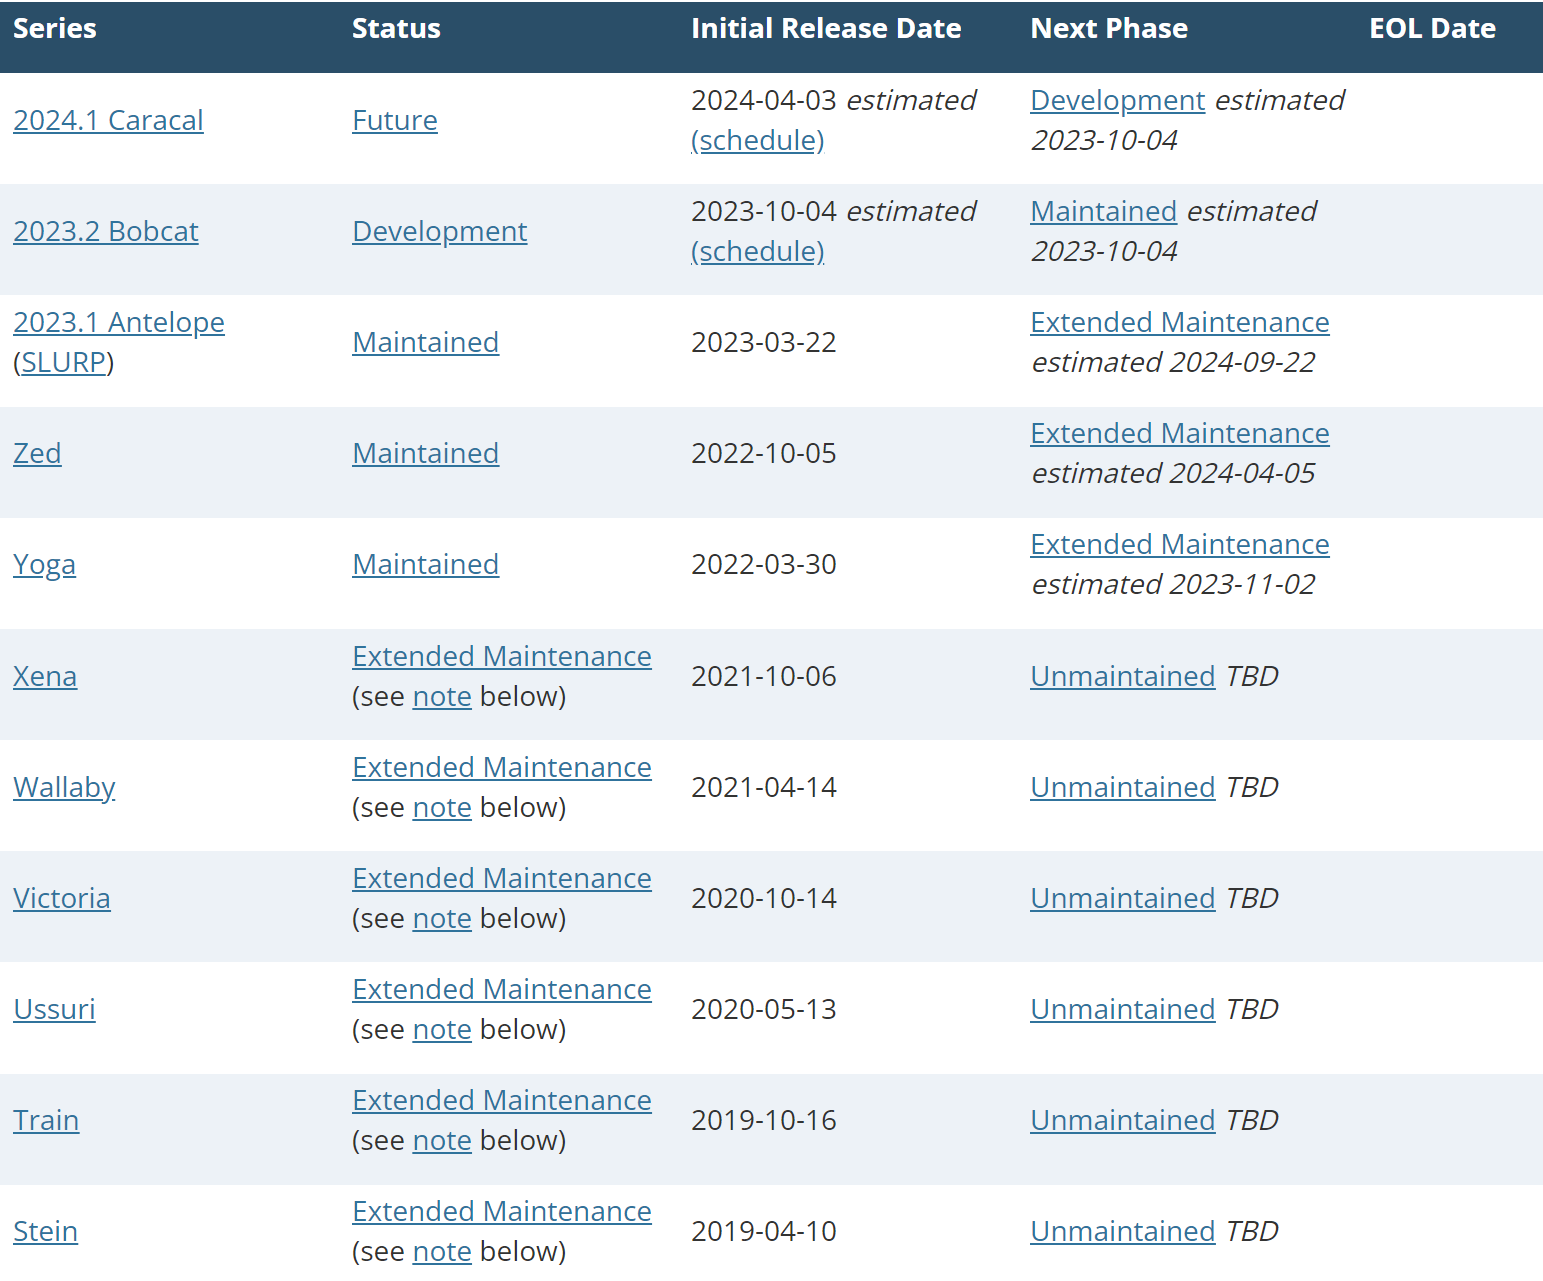 Series Status Initial Release Date Next Phase EOL Date
2024.1 Caracal Future 2024-04-03 estimated (schedule) Development estimated 2023-10-04
2023.2 Bobcat Development 2023-10-04 estimated (schedule) Maintained estimated 2023-10-04
2023.1 Antelope (SLURP) Maintained 2023-03-22 Extended Maintenance estimated 2024-09-22
Zed Maintained 2022-10-05 Extended Maintenance estimated 2024-04-05
Yoga Maintained 2022-03-30 Extended Maintenance estimated 2023-11-02
Xena Extended Maintenance (see note below) 2021-10-06 Unmaintained TBD
Wallaby Extended Maintenance (see note below) 2021-04-14 Unmaintained TBD
Victoria Extended Maintenance (see note below) 2020-10-14 Unmaintained TBD
Ussuri Extended Maintenance (see note below) 2020-05-13 Unmaintained TBD
Train Extended Maintenance (see note below) 2019-10-16 Unmaintained TBD
Stein Extended Maintenance (see note below) 2019-04-10 Unmaintained TBD